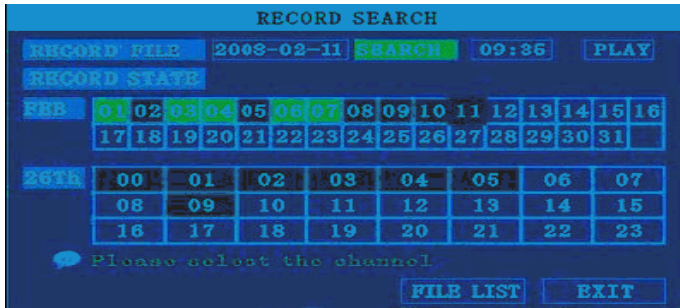 RECORD SEARCH
RECORD FILE 2008-02-11 SEARCH 09:36 PLAY
RECORD STATE
FEB 01 02 03 04 05 06 07 08 09 10 11 12 13 14 15 16
17 18 19 20 21 22 23 24 25 26 27 28 29 30 31
26Th 00 01 02 03 04 05 06 07
08 09 10 11 12 13 14 15
16 17 18 19 20 21 22 23
Please select the channel
FILE LIST EXIT